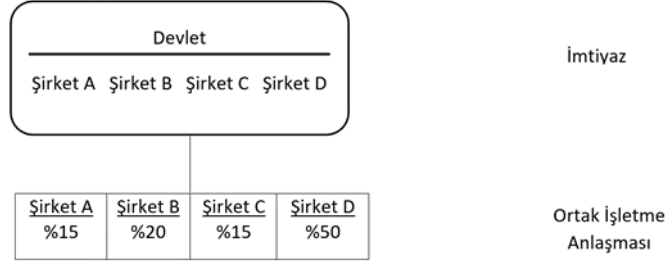 Devlet
Şirket A Şirket B Şirket C Şirket D
İmtiyaz
Şirket A Şirket B Şirket C Şirket D
%15 %20 %15 %50
Ortak İşletme
Anlaşması